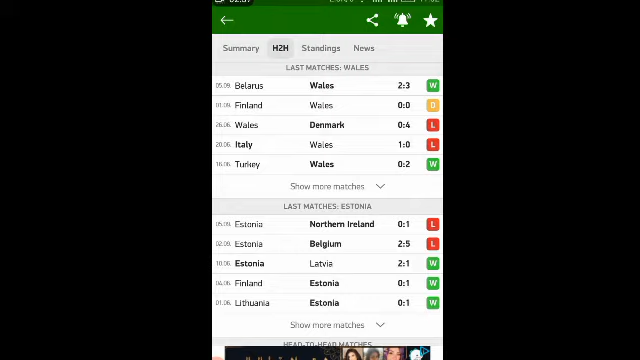 Summary H2H Standings News
LAST MATCHES: WALES
05.09. Belarus Wales 2:3 W
01.09. Finland Wales 0:0 D
26.06. Wales Denmark 0:4 L
20.06. Italy Wales 1:0 L
16.06. Turkey Wales 0:2 W
Show more matches
LAST MATCHES: ESTONIA
05.09. Estonia Northern Ireland 0:1 L
02.09. Estonia Belgium 2:5 L
10.06. Estonia Latvia 2:1 W
04.06. Finland Estonia 0:1 W
01.06. Lithuania Estonia 0:1 W
Show more matches
HEAD-TO-HEAD MATCHES